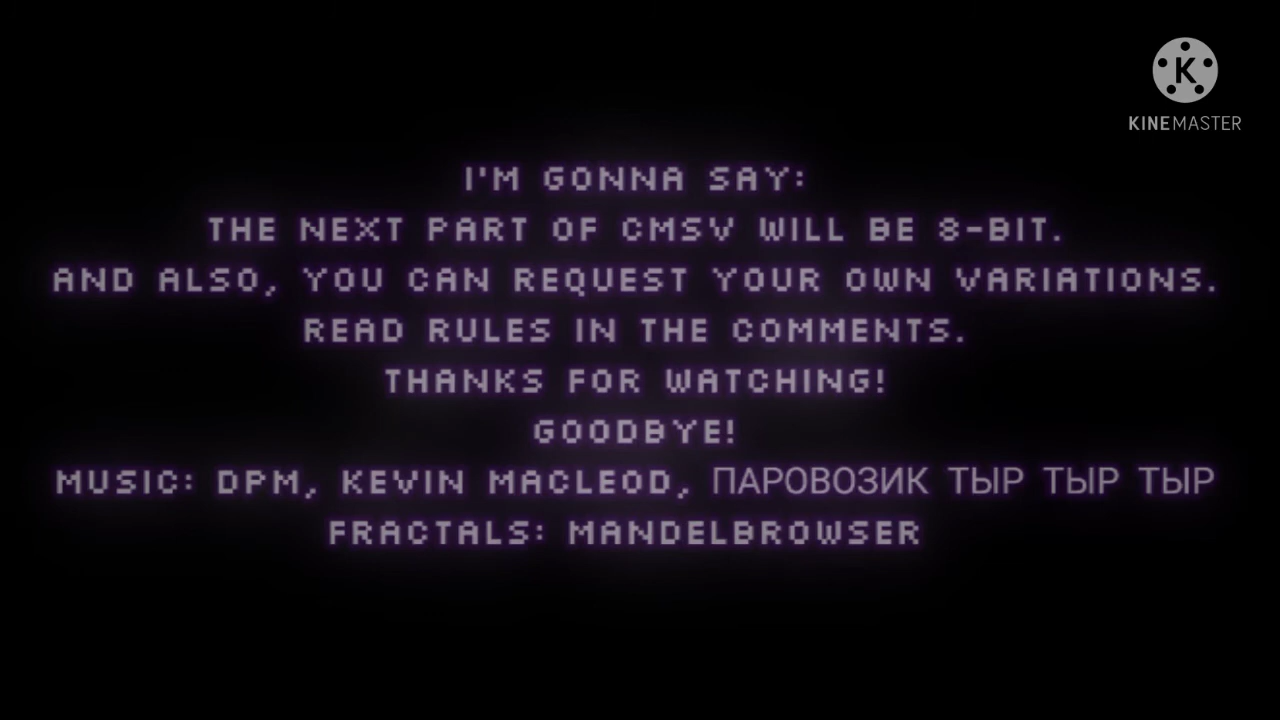 KINEMASTER
I'M GONNA SAY:
THE NEXT PART OF CMSV WILL BE 8-BIT.
AND ALSO, YOU CAN REQUEST YOUR OWN VARIATIONS.
READ RULES IN THE COMMENTS.
THANKS FOR WATCHING!
GOODBYE!
MUSIC: DPM, KEVIN MACLEOD, ПАРОВОЗИК ТЫР ТЫР ТЫР
FRACTALS: MANDELBROWSER